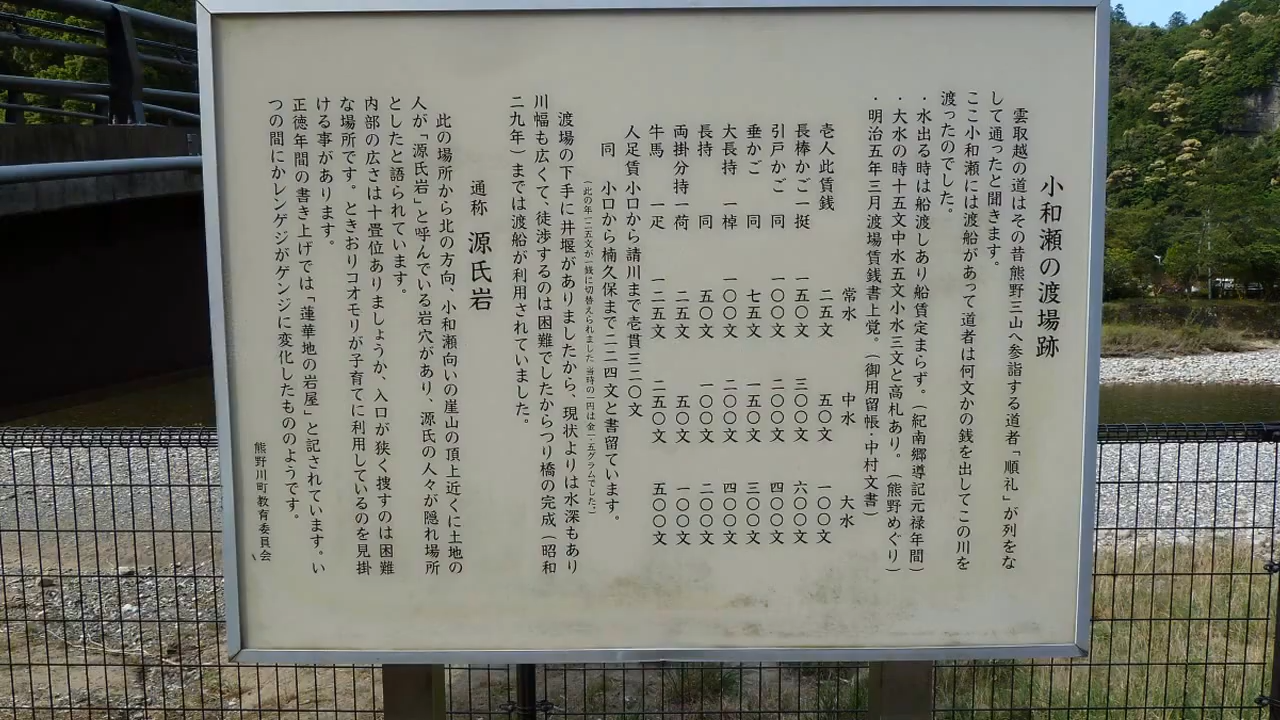 小和瀬の渡場跡
雲取越の道はその昔熊野三山へ参詣する道者「順礼」が列をな
して通ったと聞きます。
ここ小和瀬には渡船があって道者は何文かの銭を出してこの川を
渡ったのでした。
・水出る時は船渡しあり船賃定まらず。（紀南郷導記元禄年間）
・大水の時十五文中水五文小水三文と高札あり。（熊野めぐり）
・明治五年三月渡場賃銭書上覚。（御用留帳・中村文書）
常水 中水 大水
壱人此賃銭 二五文 五〇文 一〇〇文
長棒かご一挺 一五〇文 三〇〇文 六〇〇文
引戸かご 同 一〇〇文 二〇〇文 四〇〇文
垂かご 同 七五文 一五〇文 三〇〇文
大長持 一棹 一〇〇文 二〇〇文 四〇〇文
長持 同 五〇文 一〇〇文 二〇〇文
両掛分持一荷 二五文 五〇文 一〇〇文
牛馬 一疋 一二五文 二五〇文 五〇〇文
人足賃小口から請川まで壱貫三二〇文
同 小口から楠久保まで二二四文と書留ています。
（此の年一二五文が一銭に切替えられました 当時の一円は金一・五グラムでした。）
渡場の下手に井堰がありましたから、現状よりは水深もあり
川幅も広くて、徒渉するのは困難でしたからつり橋の完成（昭和
二九年）までは渡船が利用されていました。
通称 源氏岩
此の場所から北の方向、小和瀬向いの崖山の頂上近くに土地の
人が「源氏岩」と呼んでいる岩穴があり、源氏の人々が隠れ場所
としたと語られています。
内部の広さは十畳位ありましょうか、入口が狭く捜すのは困難
な場所です。ときおりコオモリが子育てに利用しているのを見掛
ける事があります。
正徳年間の書き上げでは「蓮華地の岩屋」と記されています。い
つの間にかレンゲジがゲンジに変化したもののようです。
熊野川町教育委員会